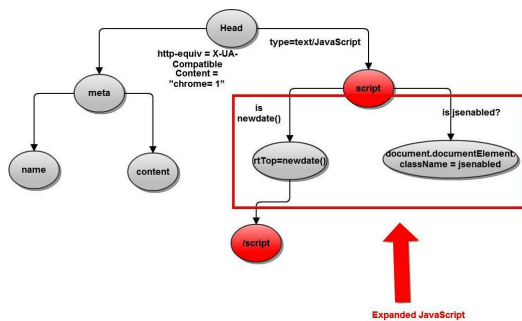 Head
http-equiv = X-UA-
Compatible
Content =
"chrome= 1"
type=text/JavaScript
meta
script
is
newdate()
is jsenabled?
name
content
rtTop=newdate()
document.documentElement.
className = jsenabled
/script
Expanded JavaScript